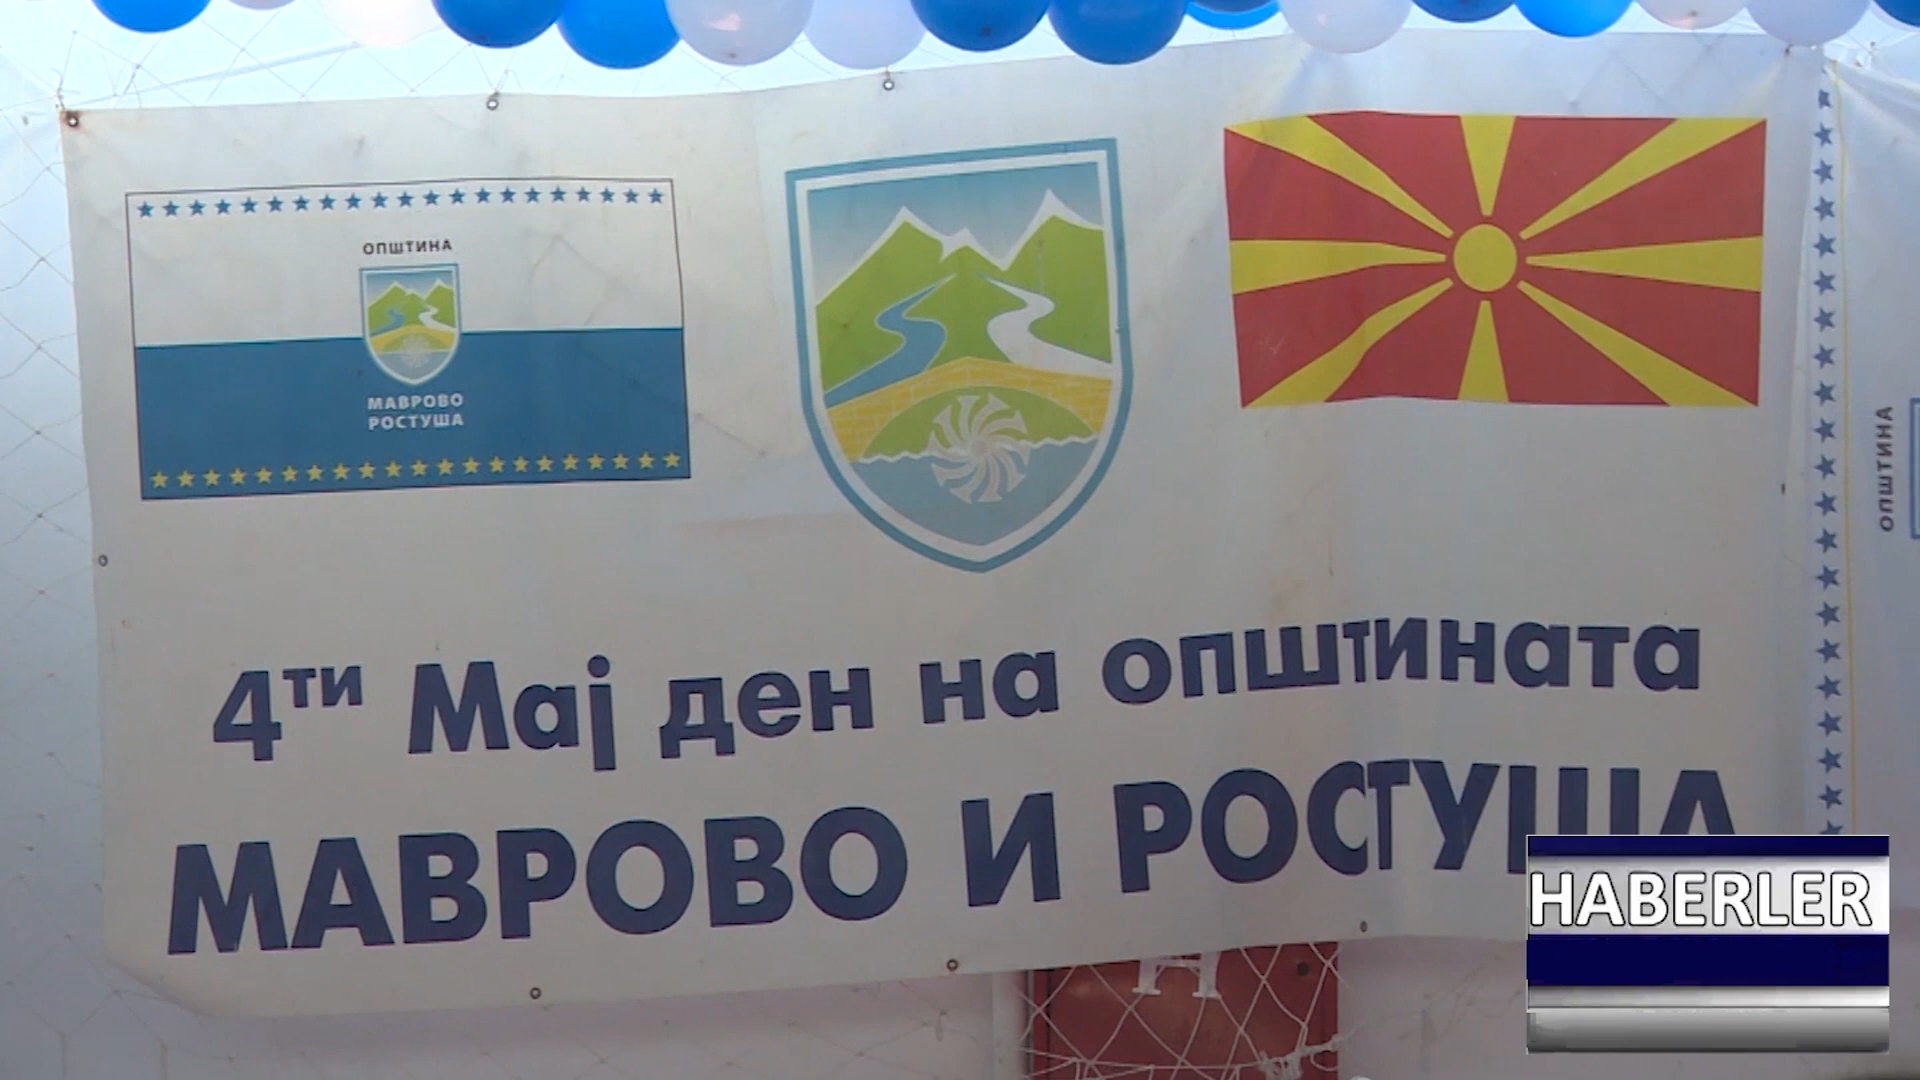 ОПШТИНА
МАВРОВО
РОСТУША
4ти Мај ден на општината
МАВРОВО И РОСТУША
ОПШТИНА
HABERLER
Н